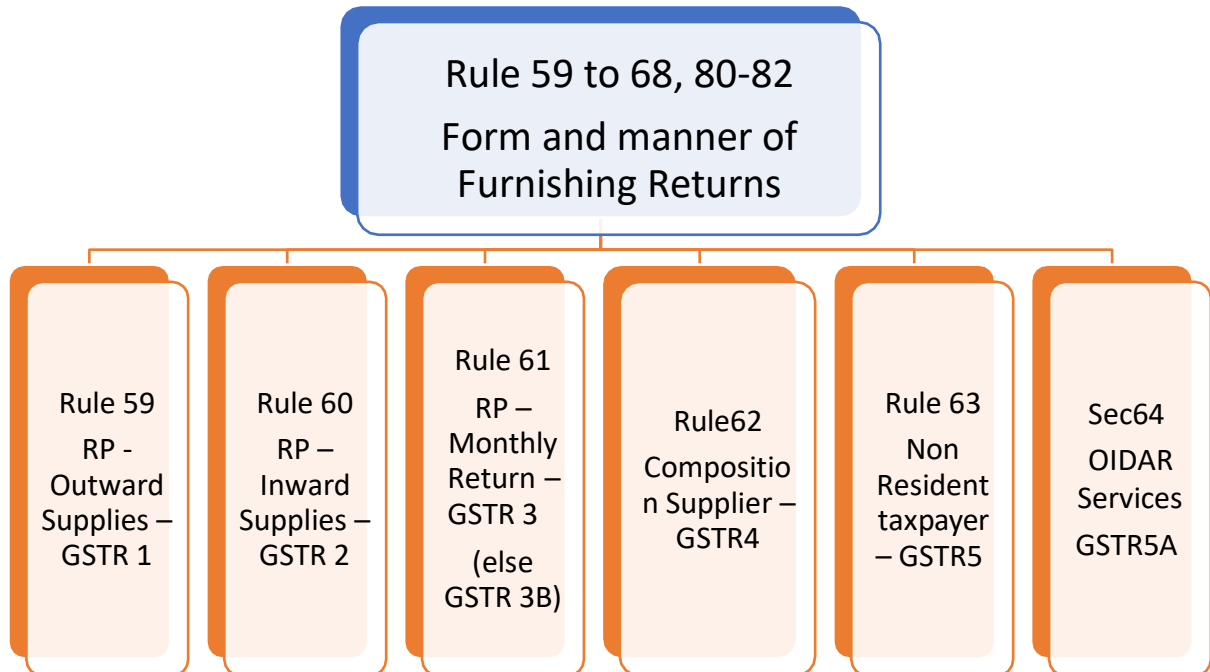 Rule 59 to 68, 80-82
Form and manner of
Furnishing Returns
Rule 59
RP -
Outward
Supplies –
GSTR 1
Rule 60
RP –
Inward
Supplies –
GSTR 2
Rule 61
RP –
Monthly
Return –
GSTR 3
(else
GSTR 3B)
Rule62
Compositio
n Supplier –
GSTR4
Rule 63
Non
Resident
taxpayer
– GSTR5
Sec64
OIDAR
Services
GSTR5A